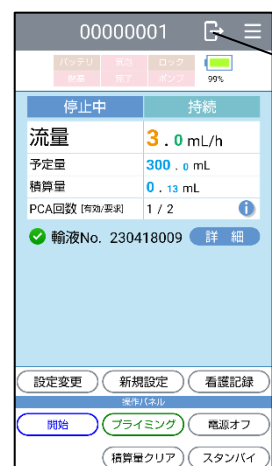 00000001
バッテリ 気泡 ロック
閉塞 完了 ポンプ 99%
停止中 持続
流量 3.0 mL/h
予定量 300.0 mL
積算量 0.13 mL
PCA回数 [有効/要求] 1 / 2
輸液No. 230418009 詳 細
設定変更 新規設定 看護記録
操作パネル
開始 プライミング 電源オフ
積算量クリア スタンバイ